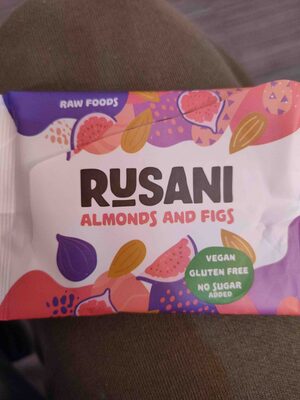 RAW FOODS
RUSANI
ALMONDS AND FIGS
VEGAN
GLUTEN FREE
NO SUGAR
ADDED